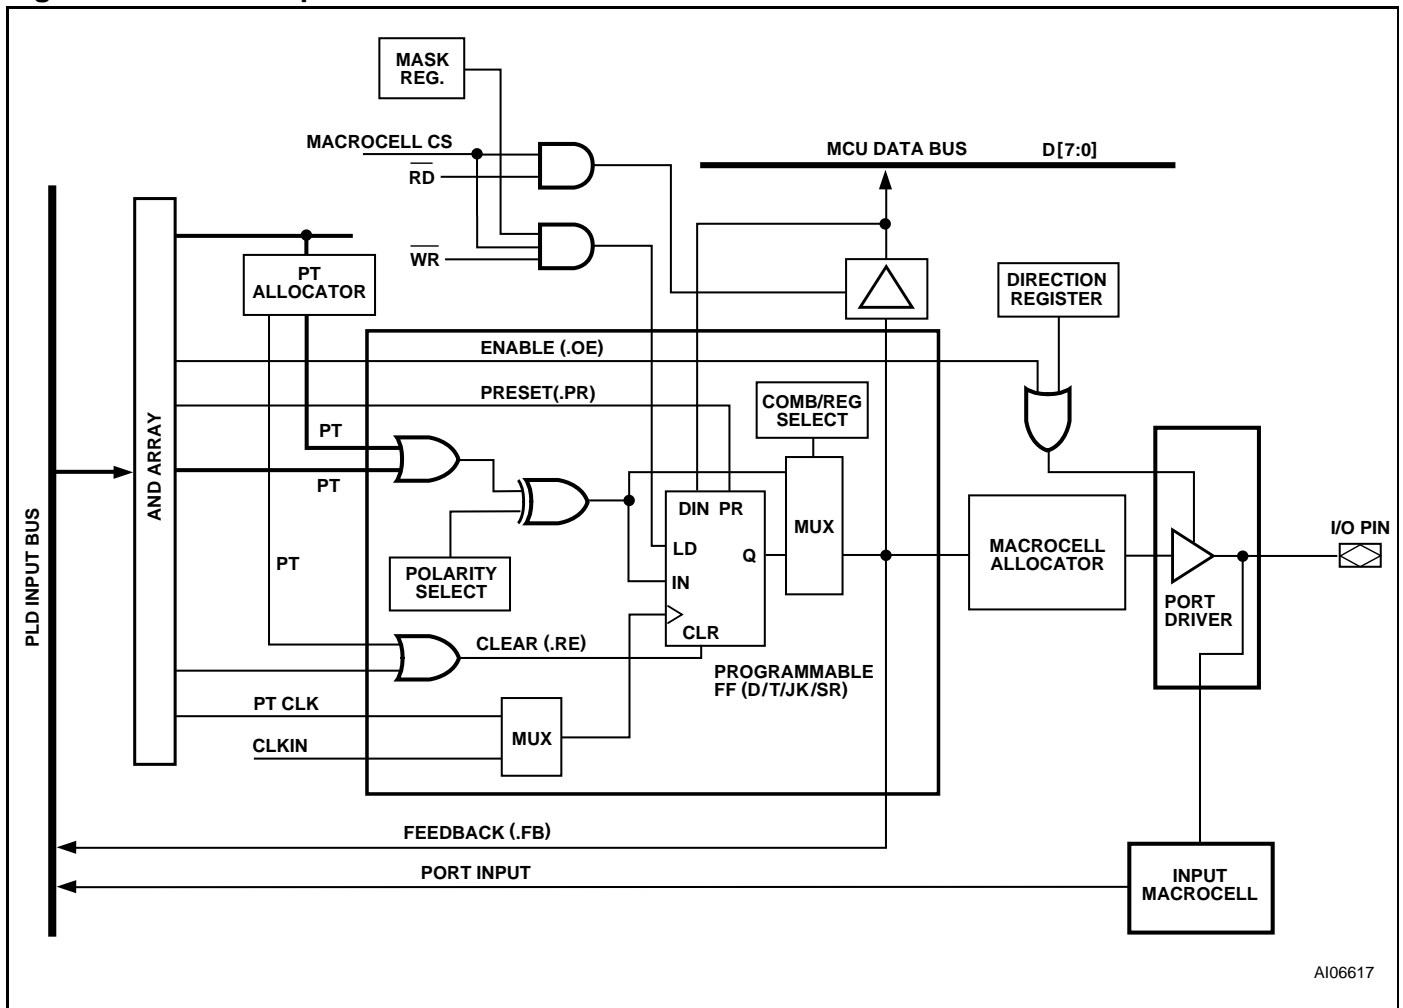 MASK
REG.
MACROCELL CS
RD
WR
MCU DATA BUS D[7:0]
PT
ALLOCATOR
DIRECTION
REGISTER
ENABLE (.OE)
PRESET(.PR)
COMB/REG
SELECT
PT
PT
AND ARRAY
PLD INPUT BUS
DIN PR
LD
IN
Q
CLR
MUX
POLARITY
SELECT
PT
MACROCELL
ALLOCATOR
I/O PIN
PORT
DRIVER
CLEAR (.RE)
PROGRAMMABLE
FF (D/T/JK/SR)
PT CLK
MUX
CLKIN
FEEDBACK (.FB)
PORT INPUT
INPUT
MACROCELL
AI06617